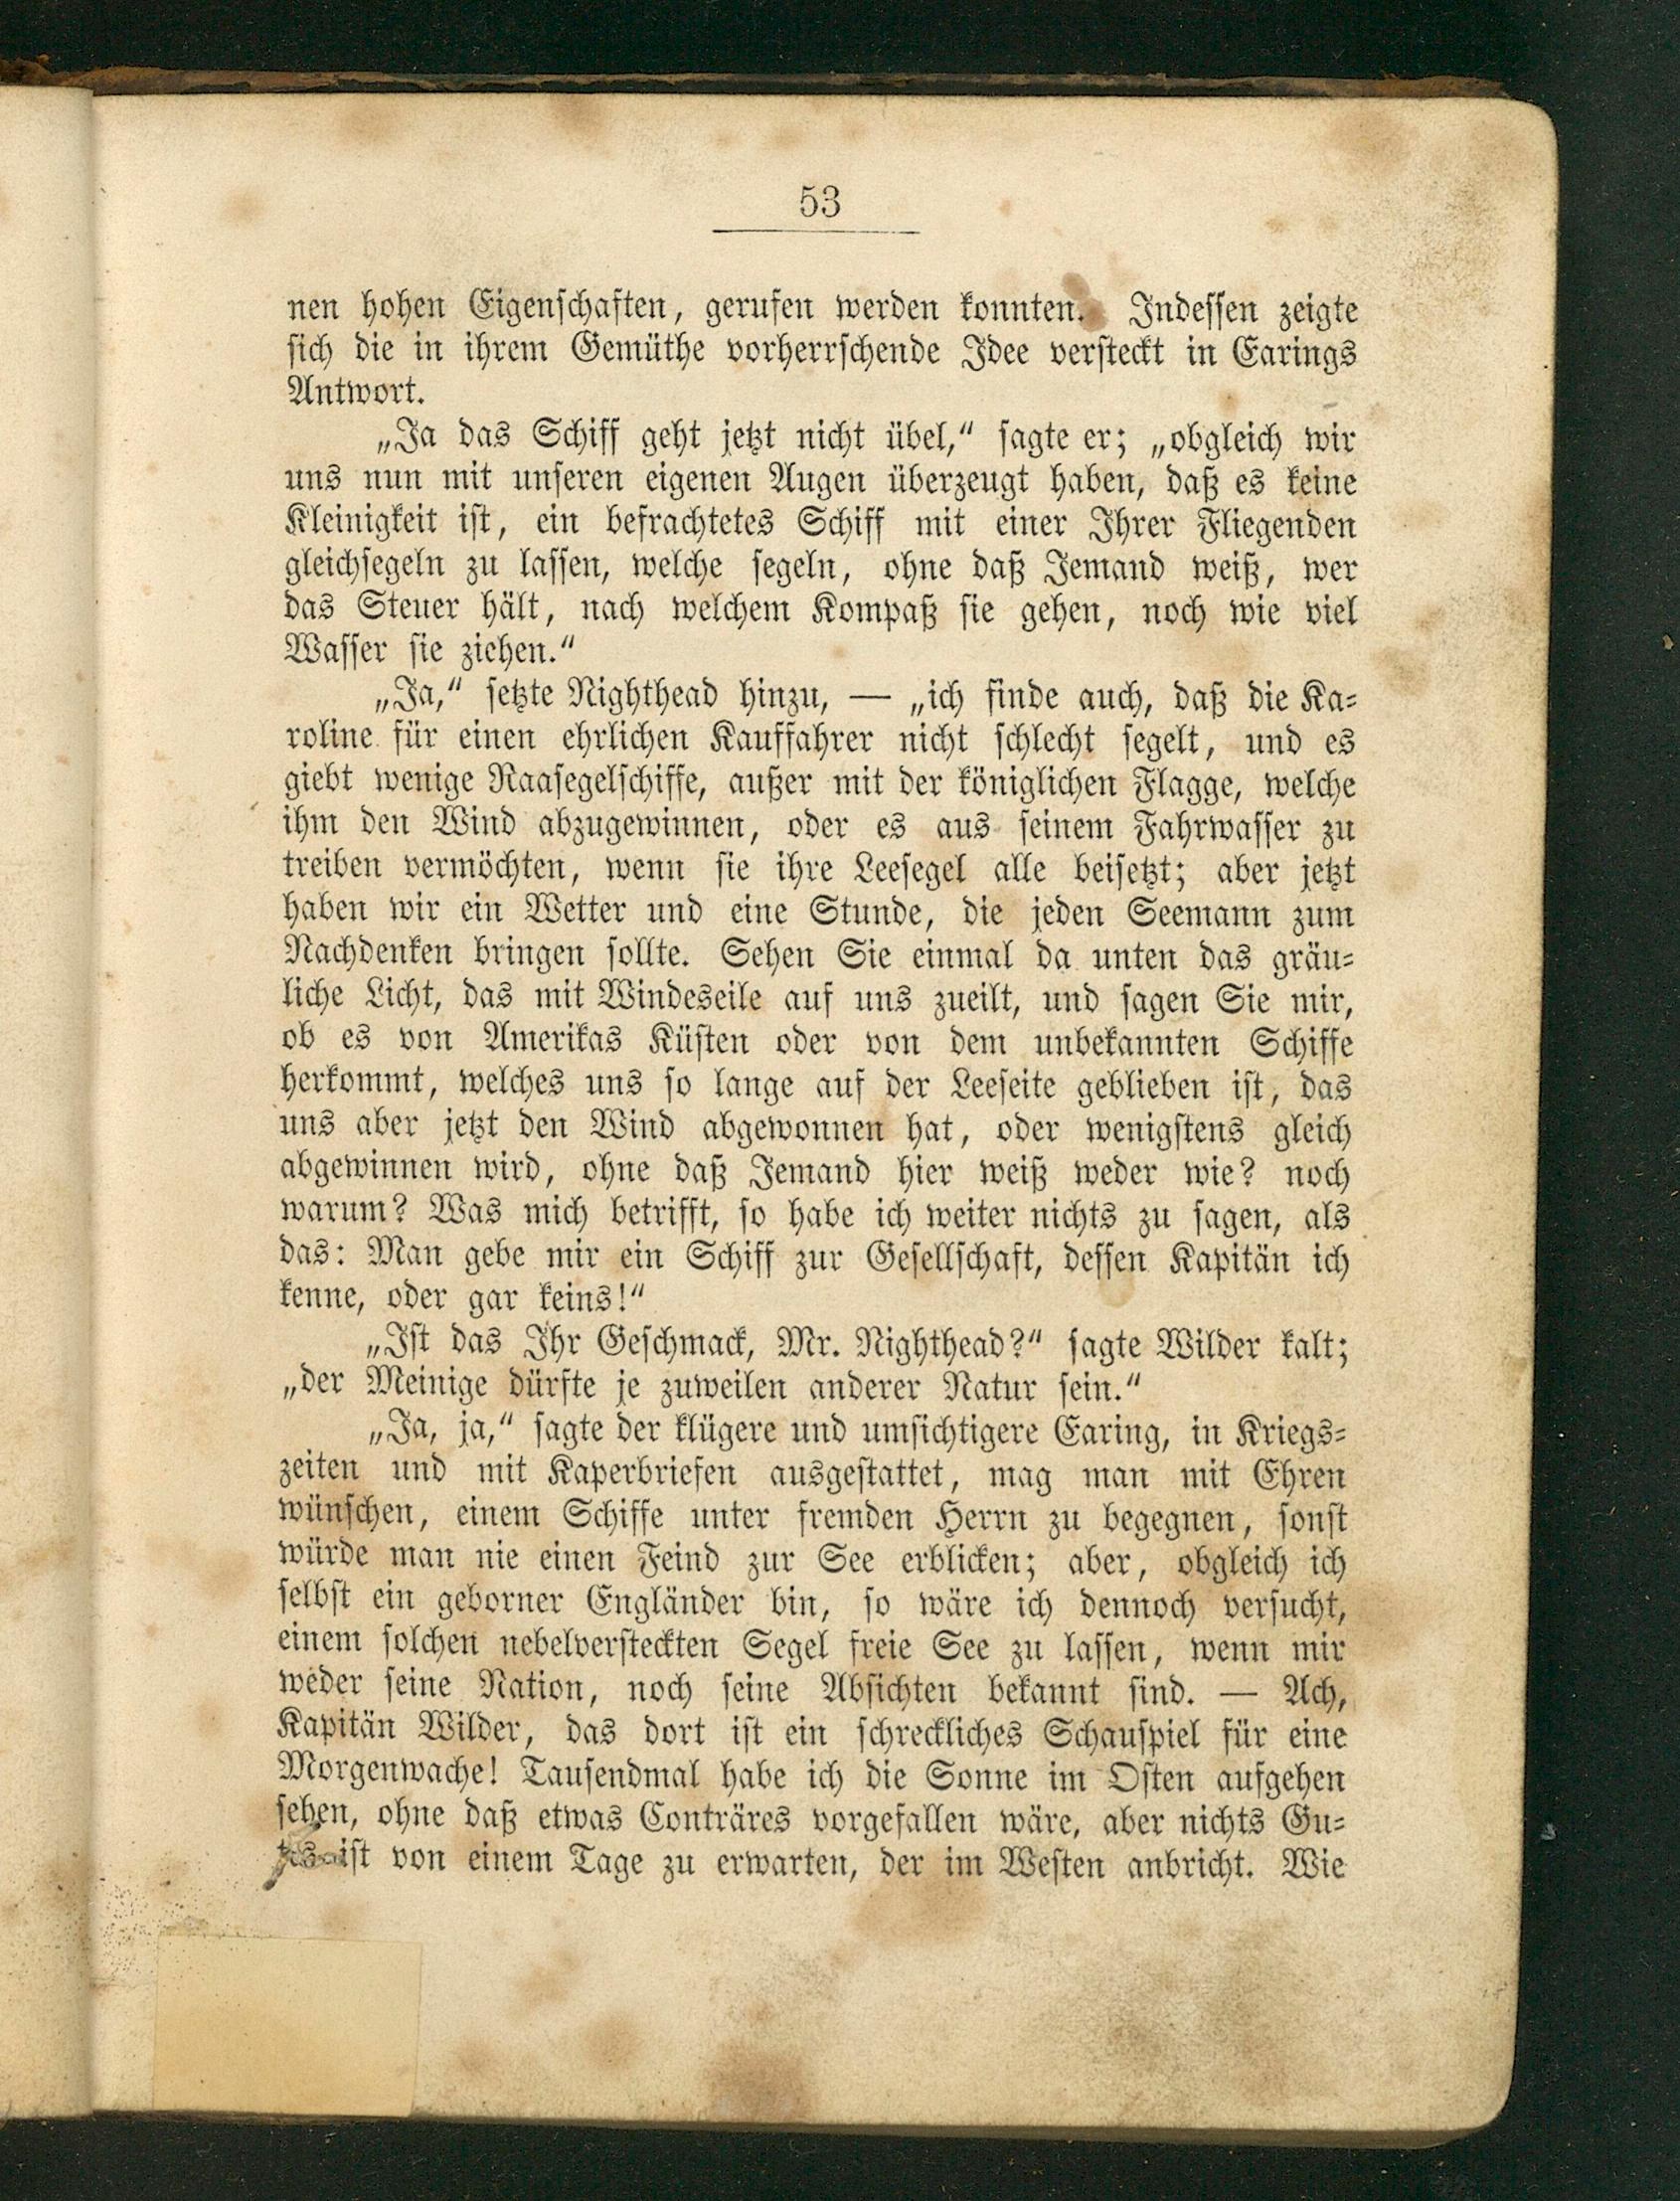 53
nen hohen Eigenschaften, gerufen werden konnten. Indessen zeigte
sich die in ihrem Gemüthe vorherrschende Idee versteckt in Earings
Antwort.
„Ja das Schiff geht jetzt nicht übel,“ sagte er; „obgleich wir
uns nun mit unseren eigenen Augen überzeugt haben, daß es keine
Kleinigkeit ist, ein befrachtetes Schiff mit einer Ihrer Fliegenden
gleichsegeln zu lassen, welche segeln, ohne daß Jemand weiß, wer
das Steuer hält, nach welchem Kompaß sie gehen, noch wie viel
Wasser sie ziehen.“
„Ja,“ setzte Nighthead hinzu, — „ich finde auch, daß die Ka-
roline für einen ehrlichen Kauffahrer nicht schlecht segelt, und es
giebt wenige Raasegelschiffe, außer mit der königlichen Flagge, welche
ihm den Wind abzugewinnen, oder es aus seinem Fahrwasser zu
treiben vermöchten, wenn sie ihre Leesegel alle beisetzt; aber jetzt
haben wir ein Wetter und eine Stunde, die jeden Seemann zum
Nachdenken bringen sollte. Sehen Sie einmal da unten das gräu-
liche Licht, das mit Windeseile auf uns zueilt, und sagen Sie mir,
ob es von Amerikas Küsten oder von dem unbekannten Schiffe
herkommt, welches uns so lange auf der Leeseite geblieben ist, das
uns aber jetzt den Wind abgewonnen hat, oder wenigstens gleich
abgewinnen wird, ohne daß Jemand hier weiß weder wie? noch
warum? Was mich betrifft, so habe ich weiter nichts zu sagen, als
das: Man gebe mir ein Schiff zur Gesellschaft, dessen Kapitän ich
kenne, oder gar keins!“
„Ist das Ihr Geschmack, Mr. Nighthead?“ sagte Wilder kalt;
„der Meinige dürfte je zuweilen anderer Natur sein.“
„Ja, ja,“ sagte der klügere und umsichtigere Earing, in Kriegs-
zeiten und mit Kaperbriefen ausgestattet, mag man mit Ehren
wünschen, einem Schiffe unter fremden Herrn zu begegnen, sonst
würde man nie einen Feind zur See erblicken; aber, obgleich ich
selbst ein geborner Engländer bin, so wäre ich dennoch versucht,
einem solchen nebelversteckten Segel freie See zu lassen, wenn mir
weder seine Nation, noch seine Absichten bekannt sind. — Ach,
Kapitän Wilder, das dort ist ein schreckliches Schauspiel für eine
Morgenwache! Tausendmal habe ich die Sonne im Osten aufgehen
sehen, ohne daß etwas Conträres vorgefallen wäre, aber nichts Gu-
tes ist von einem Tage zu erwarten, der im Westen anbricht. Wie